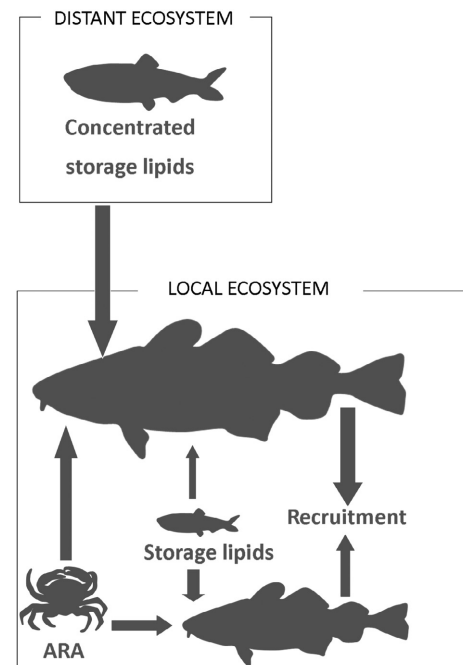 DISTANT ECOSYSTEM
Concentrated
storage lipids
LOCAL ECOSYSTEM
Recruitment
Storage lipids
ARA